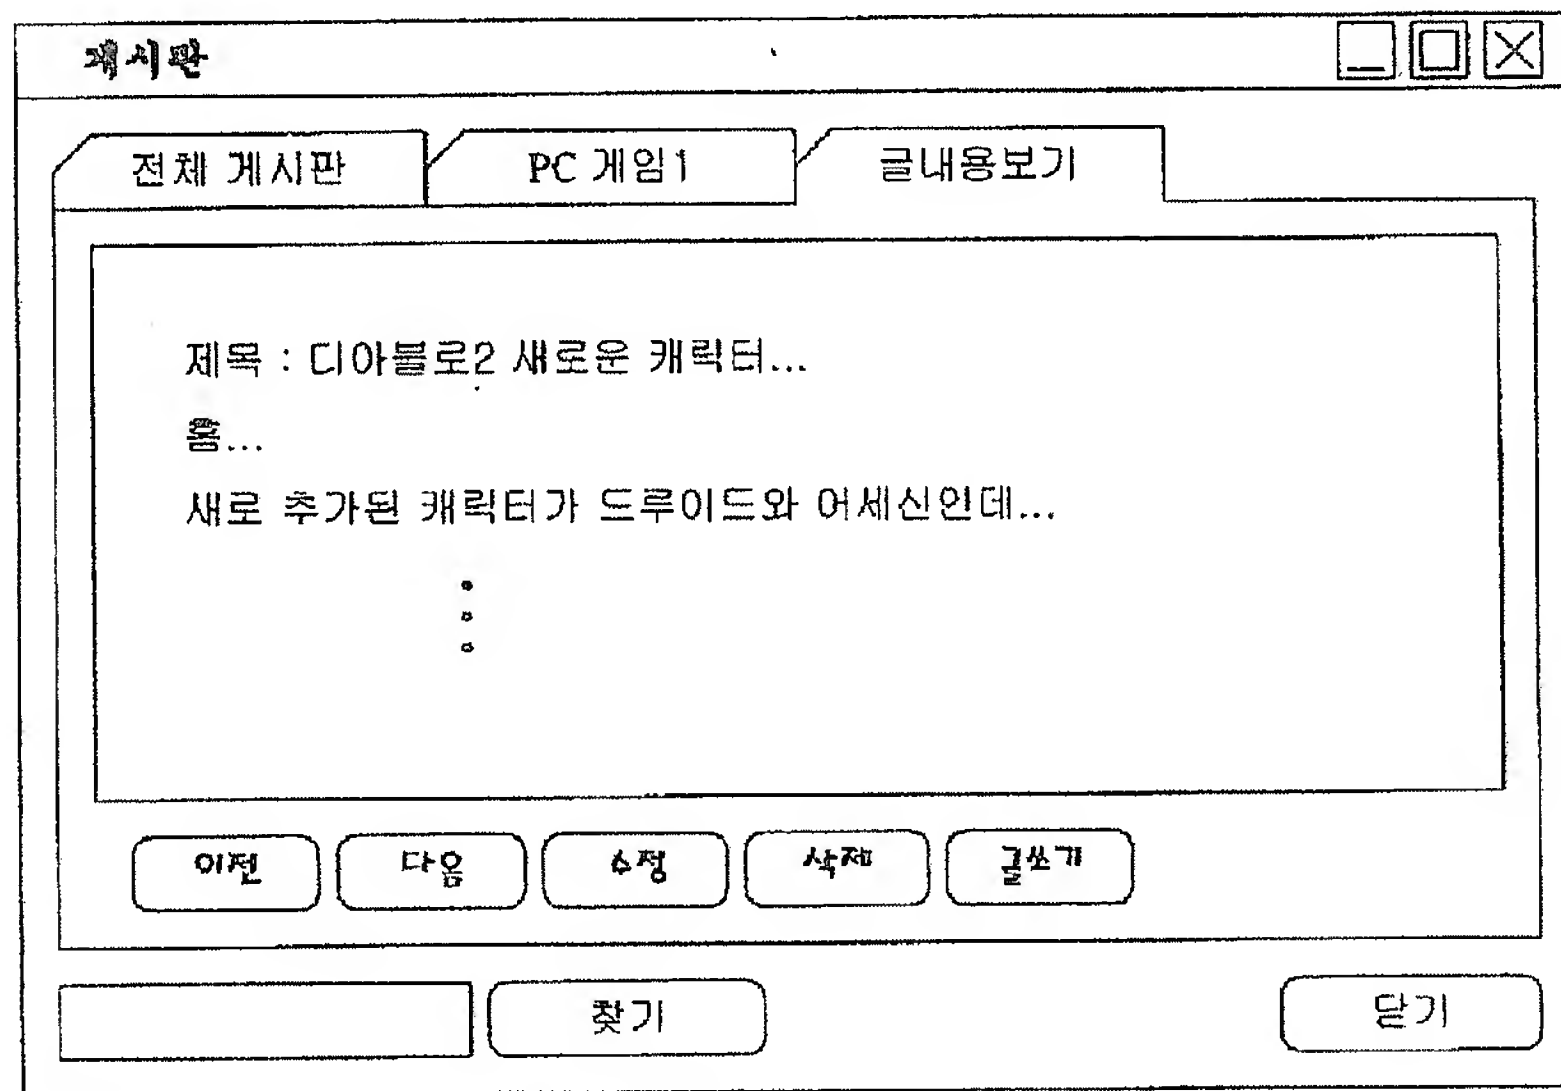 게시판
전체 게시판 PC 게임1 글내용보기
제목 : 디아블로2 새로운 캐릭터...
흠...
새로 추가된 캐릭터가 드루이드와 어세신인데...
이전 다음 수정 삭제 글쓰기
찾기 닫기